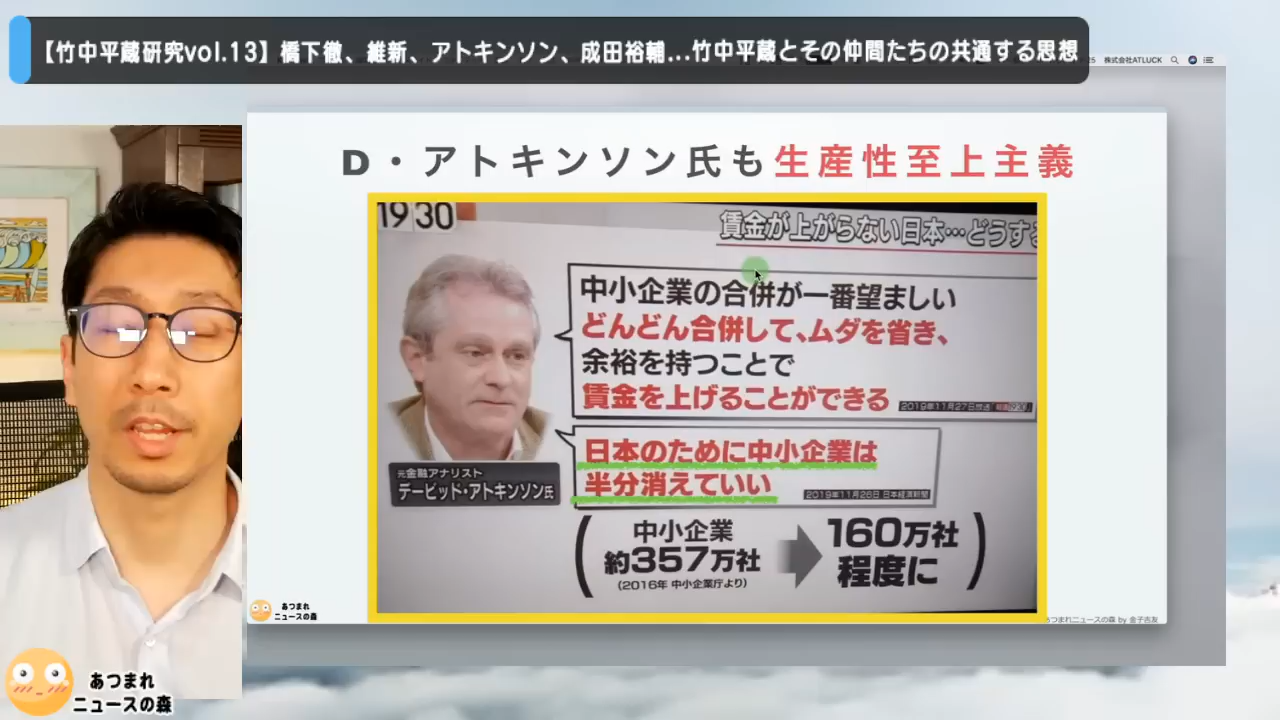 【竹中平蔵研究vol.13】橋下徹、維新、アトキンソン、成田裕輔…竹中平蔵とその仲間たちの共通する思想
株式会社ATLUCK
D・アトキンソン氏も生産性至上主義
19 30
賃金が上がらない日本…どうする
中小企業の合併が一番望ましい
どんどん合併して、ムダを省き、
余裕を持つことで
賃金を上げることができる
2019年11月27日放送
日本のために中小企業は
半分消えていい
2019年11月26日 日本経済新聞
元金融アナリスト
デービッド・アトキンソン氏
中小企業
約357万社
(2016年 中小企業庁より)
160万社
程度に
あつまれ
ニュースの森
あつまれニュースの森 by 金子吉友
あつまれ
ニュースの森